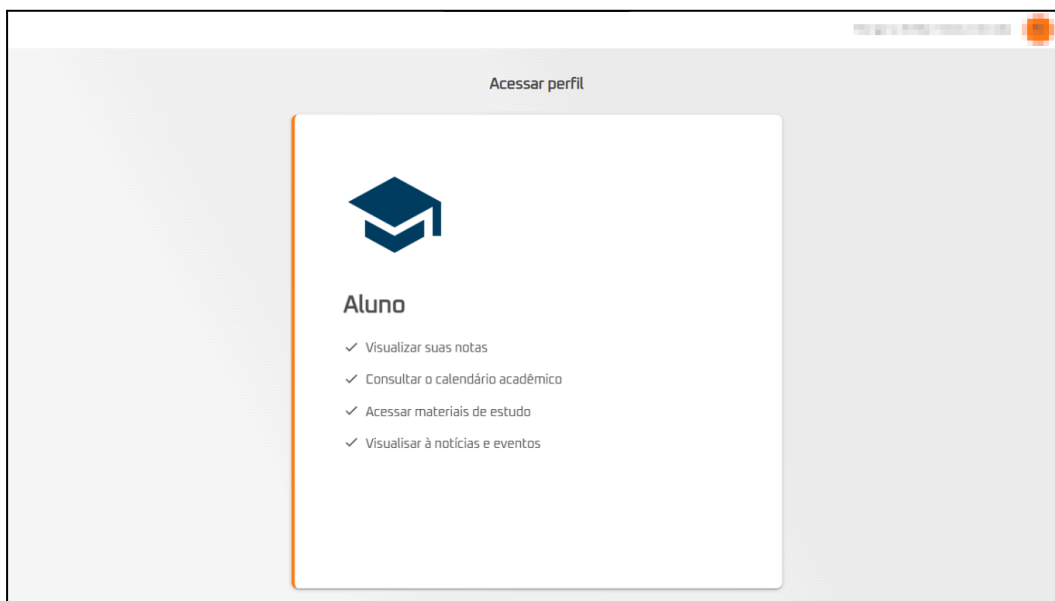 Acessar perfil
Aluno
Visualizar suas notas
Consultar o calendário acadêmico
Acessar materiais de estudo
Visualisar à notícias e eventos